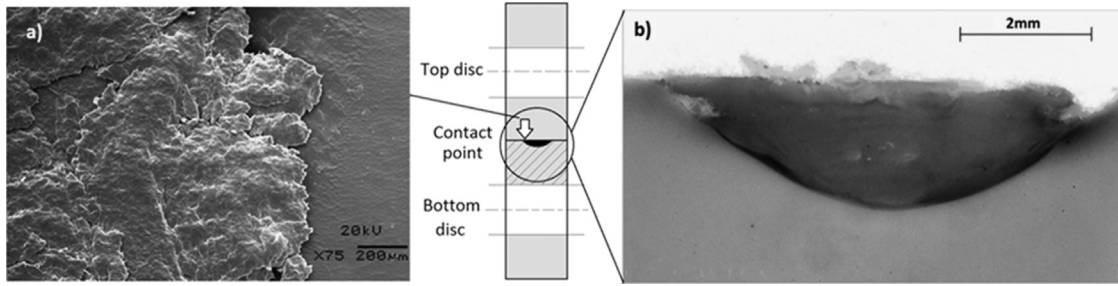 a)
20kV
X75 200μm
Top disc
Contact
point
Bottom
disc
b)
2mm